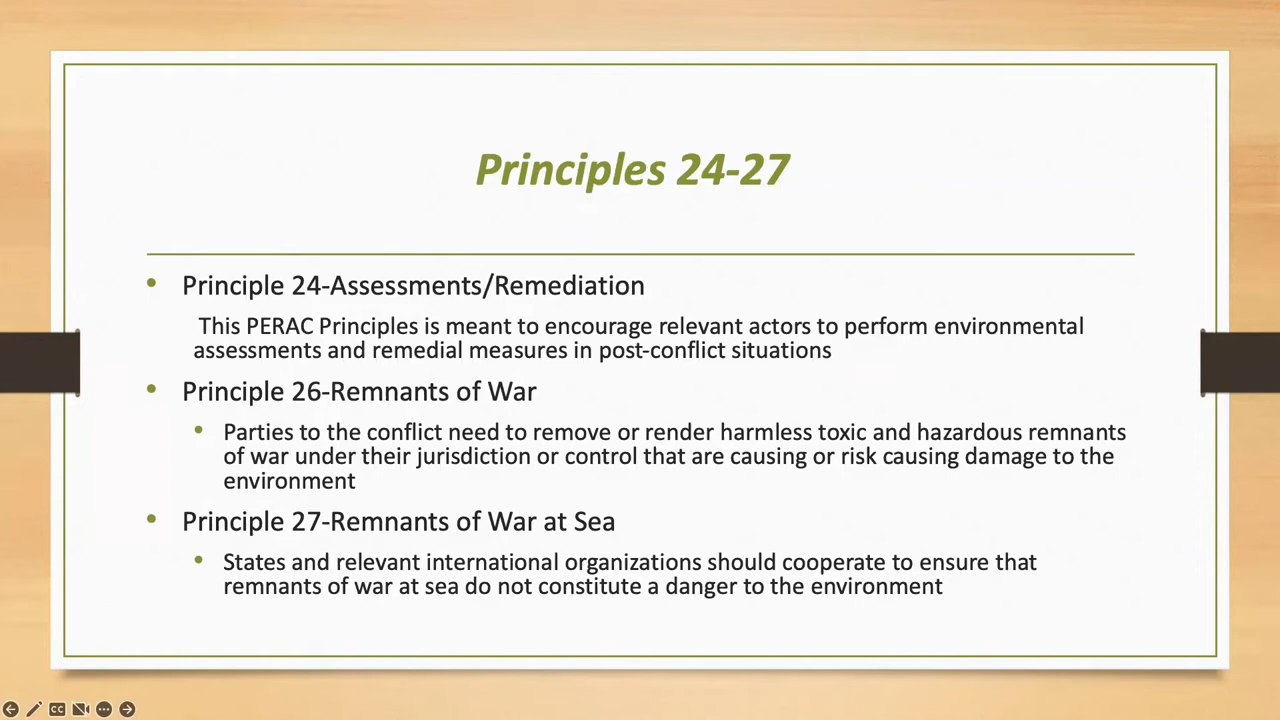 Principles 24-27
• Principle 24-Assessments/Remediation
This PERAC Principles is meant to encourage relevant actors to perform environmental
assessments and remedial measures in post-conflict situations
• Principle 26-Remnants of War
• Parties to the conflict need to remove or render harmless toxic and hazardous remnants
of war under their jurisdiction or control that are causing or risk causing damage to the
environment
• Principle 27-Remnants of War at Sea
• States and relevant international organizations should cooperate to ensure that
remnants of war at sea do not constitute a danger to the environment
CC